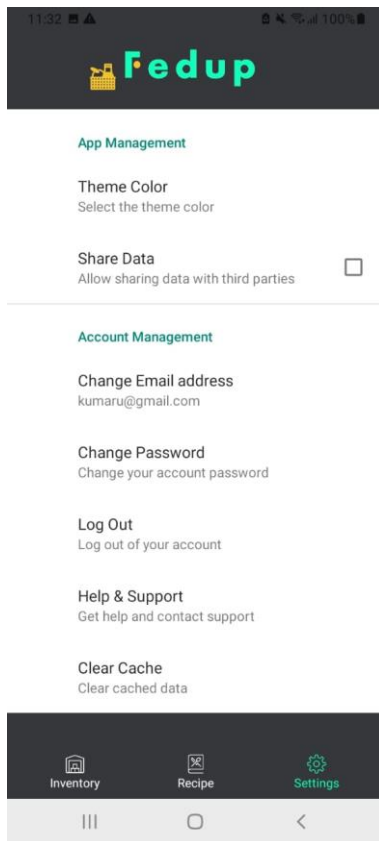 11:32
100%
Fedup
App Management
Theme Color
Select the theme color
Share Data
Allow sharing data with third parties
Account Management
Change Email address
kumaru@gmail.com
Change Password
Change your account password
Log Out
Log out of your account
Help & Support
Get help and contact support
Clear Cache
Clear cached data
Inventory
Recipe
Settings